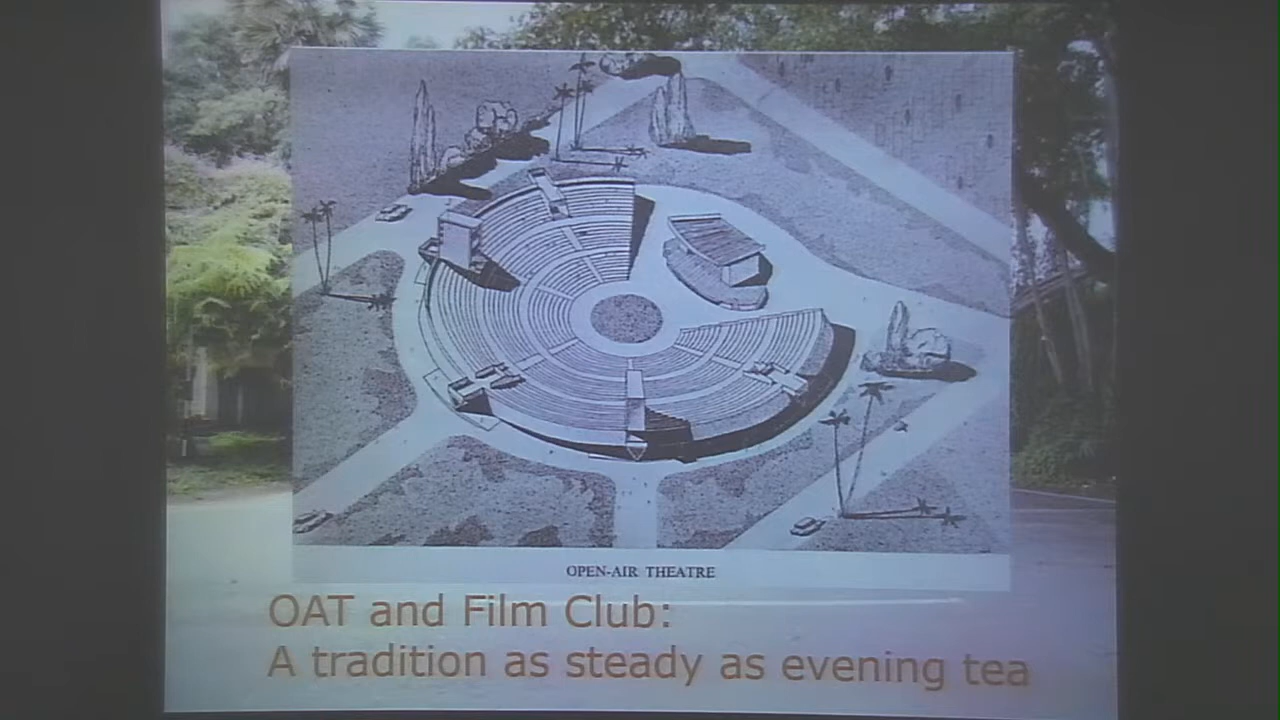 OPEN-AIR THEATRE
OAT and Film Club:
A tradition as steady as evening tea